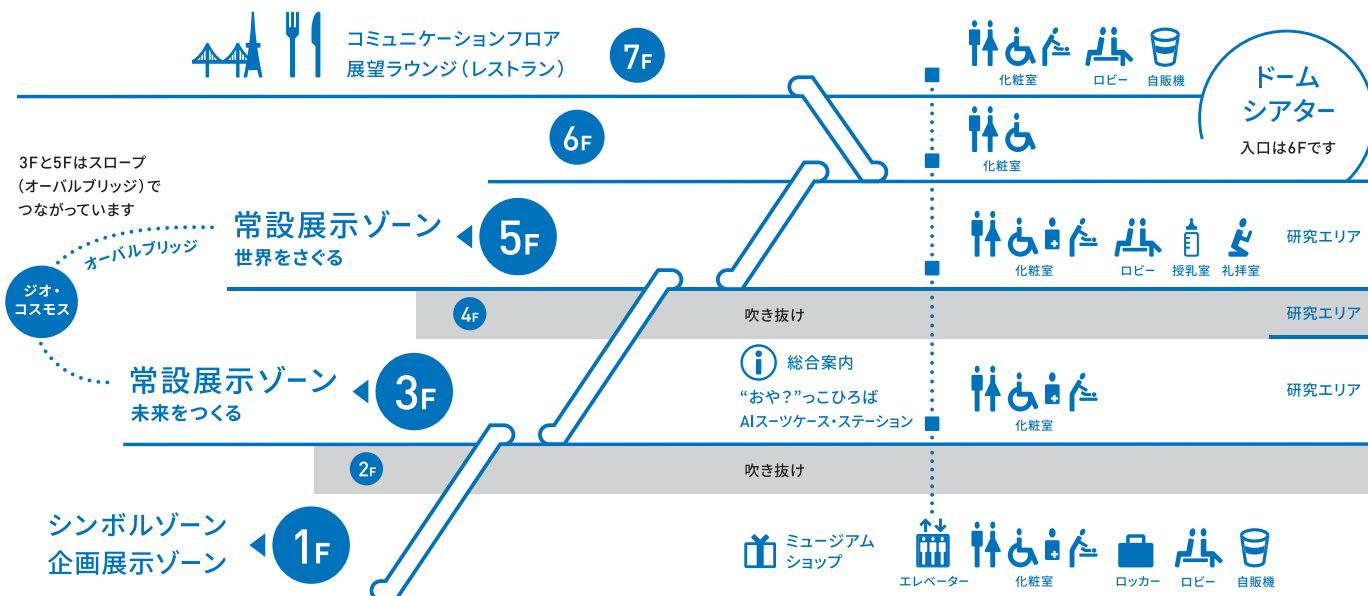 コミュニケーションフロア
展望ラウンジ（レストラン）
7F
化粧室
ロビー
自販機
ドーム
シアター
入口は6Fです
6F
化粧室
3Fと5Fはスロープ
（オーバルブリッジ）で
つながっています
オーバルブリッジ
ジオ・
コスモス
常設展示ゾーン
世界をさぐる
5F
化粧室
ロビー
授乳室
礼拝室
研究エリア
4F
吹き抜け
研究エリア
常設展示ゾーン
未来をつくる
3F
総合案内
“おや？”っこひろば
AIスーツケース・ステーション
化粧室
研究エリア
2F
吹き抜け
シンボルゾーン
企画展示ゾーン
1F
ミュージアム
ショップ
エレベーター
化粧室
ロッカー
ロビー
自販機